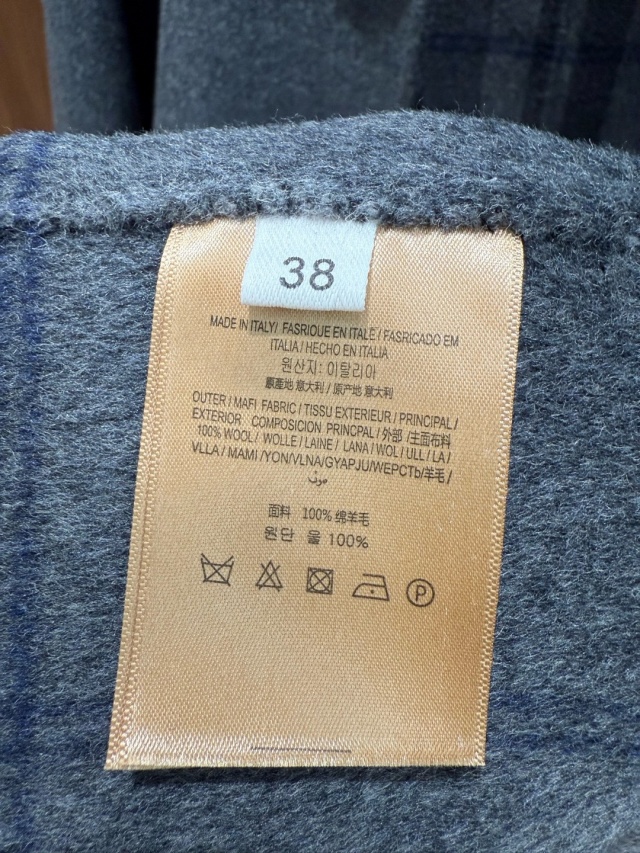 38
MADE IN ITALY/ FASRIQUE EN ITALE / FASRICADO EM
ITALIA / HECHO EN ITALIA
원산지: 이탈리아
原產地 意大利 / 原产地 意大利
OUTER / MAFI FABRIC / TISSU EXTERIEUR / PRINCIPAL /
EXTERIOR COMPOSICION PRINCPAL / 外部 /主面布料
100% WOOL / WOLLE / LAINE / LANA / WOL / ULL / LA /
VLLA / MAMI /YON/VLNA/GYAPJU/WEPCTb/羊毛 /
صوف
面料 100% 绵羊毛
원단 울 100%
P